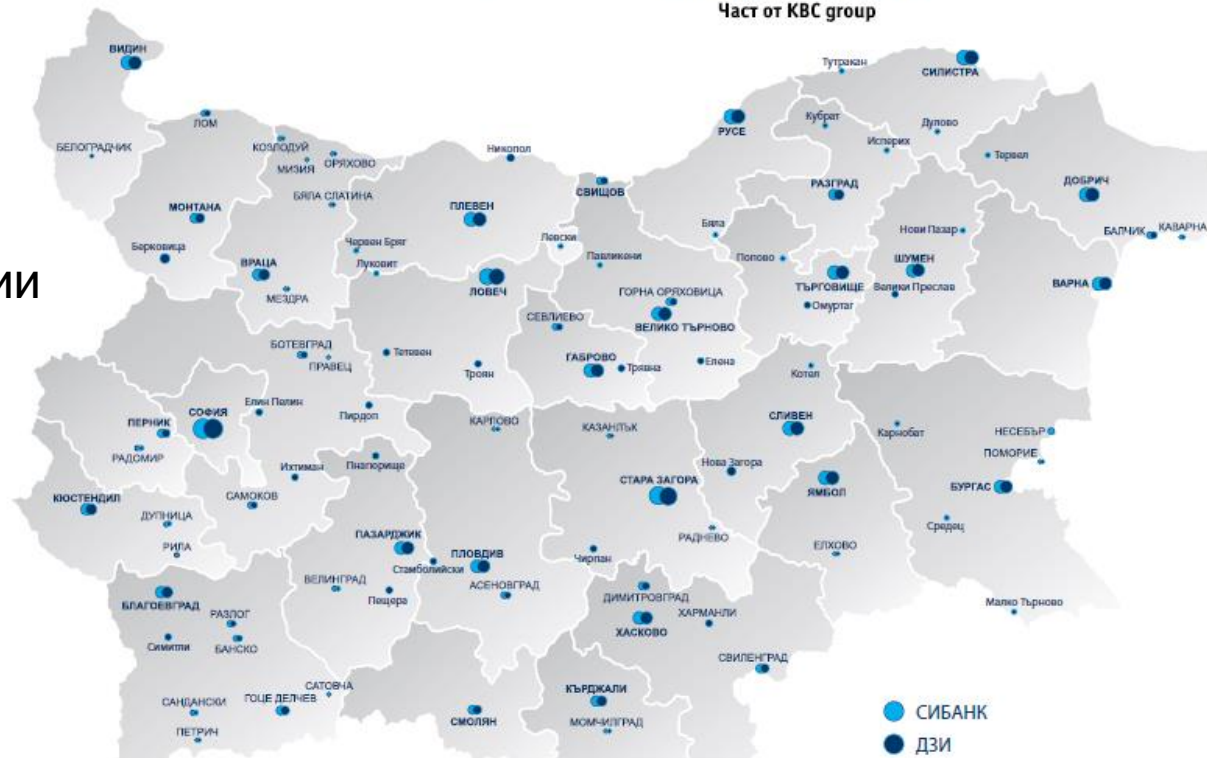 Част от KBC group
ВИДИН
СИЛИСТРА
Тутракан
ЛОМ
РУСЕ
Кубрат
Дулово
БЕЛОГРАДЧИК
КОЗЛОДУЙ
МИЗИЯ
ОРЯХОВО
Никопол
Исперих
Тервел
СВИЩОВ
РАЗГРАД
ДОБРИЧ
БЯЛА СЛАТИНА
МОНТАНА
ПЛЕВЕН
Бяла
Нови Пазар
БАЛЧИК
КАВАРНА
Берковица
Червен Бряг
Левски
Попово
ВРАЦА
Луковит
Павликени
ШУМЕН
ИИ
МЕЗДРА
ЛОВЕЧ
ГОРНА ОРЯХОВИЦА
ТЪРГОВИЩЕ
Велики Преслав
ВАРНА
СЕВЛИЕВО
ВЕЛИКО ТЪРНОВО
Омуртаг
БОТЕВГРАД
ПРАВЕЦ
Тетевен
ГАБРОВО
Трявна
Елена
Троян
Котел
Елин Пелин
Пирдоп
СОФИЯ
ПЕРНИК
КАРЛОВО
КАЗАНЛЪК
СЛИВЕН
Карнобат
НЕСЕБЪР
РАДОМИР
Ихтиман
Пнапорище
Нова Загора
ПОМОРИЕ
КЮСТЕНДИЛ
САМОКОВ
СТАРА ЗАГОРА
ЯМБОЛ
БУРГАС
ДУПНИЦА
Средец
РИЛА
ПАЗАРДЖИК
ПЛОВДИВ
РАДНЕВО
ЕЛХОВО
Стамболийски
Чирпан
ВЕЛИНГРАД
Пещера
АСЕНОВГРАД
БЛАГОЕВГРАД
РАЗЛОГ
ДИМИТРОВГРАД
ХАРМАНЛИ
Малко Търново
Симитли
БАНСКО
ХАСКОВО
СВИЛЕНГРАД
САТОВЧА
САНДАНСКИ
ГОЦЕ ДЕЛЧЕВ
КЪРДЖАЛИ
СМОЛЯН
МОМЧИЛГРАД
ПЕТРИЧ
СИБАНК
ДЗИ